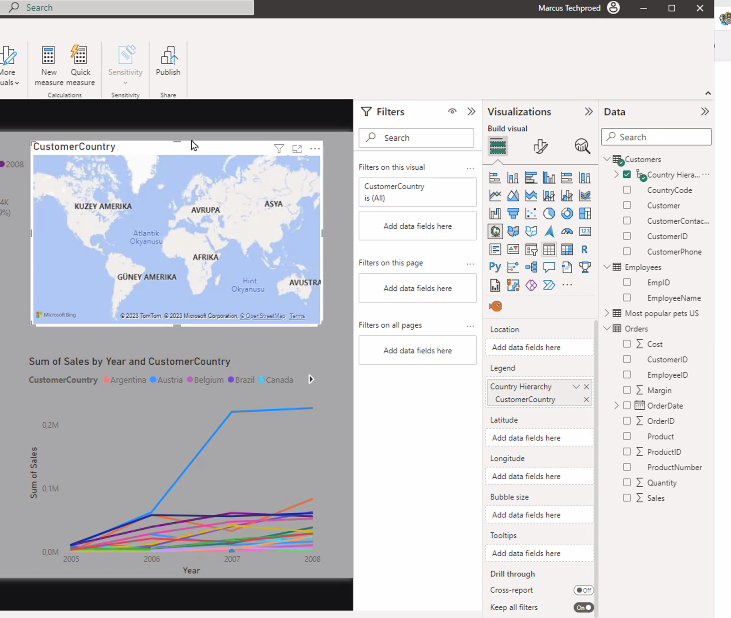 Search
Marcus Techproed
More
uals
New
measure
Quick
measure
Sensitivity
Publish
Calculations
Sensitivity
Share
2008
4K
9%)
CustomerCountry
KUZEY AMERIKA
AVRUPA
ASYA
Atlantik
Okyanusu
AFRIKA
GÜNEY AMERIKA
Hint
Okyanusu
AVUSTRA
Microsoft Bing
© 2023 TomTom, © 2023 Microsoft Corporation, © OpenStreetMap Terms
Sum of Sales by Year and CustomerCountry
CustomerCountry Argentina Austria Belgium Brazil Canada
0,2M
0,1M
0,0M
Sum of Sales
2005 2006 2007 2008
Year
Filters
Search
Filters on this visual
CustomerCountry
is (All)
Add data fields here
Filters on this page
Add data fields here
Filters on all pages
Add data fields here
Visualizations
Build visual
123
R
Py
Location
Add data fields here
Legend
Country Hierarchy
CustomerCountry
Latitude
Add data fields here
Longitude
Add data fields here
Bubble size
Add data fields here
Tooltips
Add data fields here
Drill through
Cross-report Off
Keep all filters On
Data
Search
Customers
Country Hiera...
CountryCode
Customer
CustomerContac...
CustomerID
CustomerPhone
Employees
EmpID
EmployeeName
Most popular pets US
Orders
Cost
CustomerID
EmployeeID
Margin
OrderDate
OrderID
Product
ProductID
ProductNumber
Quantity
Sales